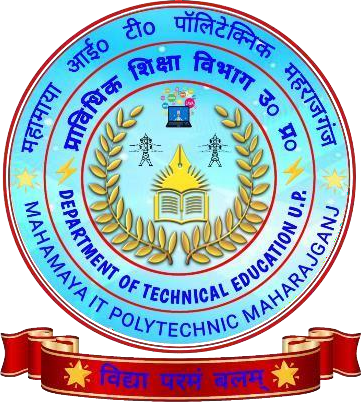 महामाया आई० टी० पॉलिटेक्निक महराजगंज
प्राविधिक शिक्षा विभाग उ० प्र०
DEPARTMENT OF TECHNICAL EDUCATION U.P.
MAHAMAYA IT POLYTECHNIC MAHARAJGANJ
विद्या परमं बलम्